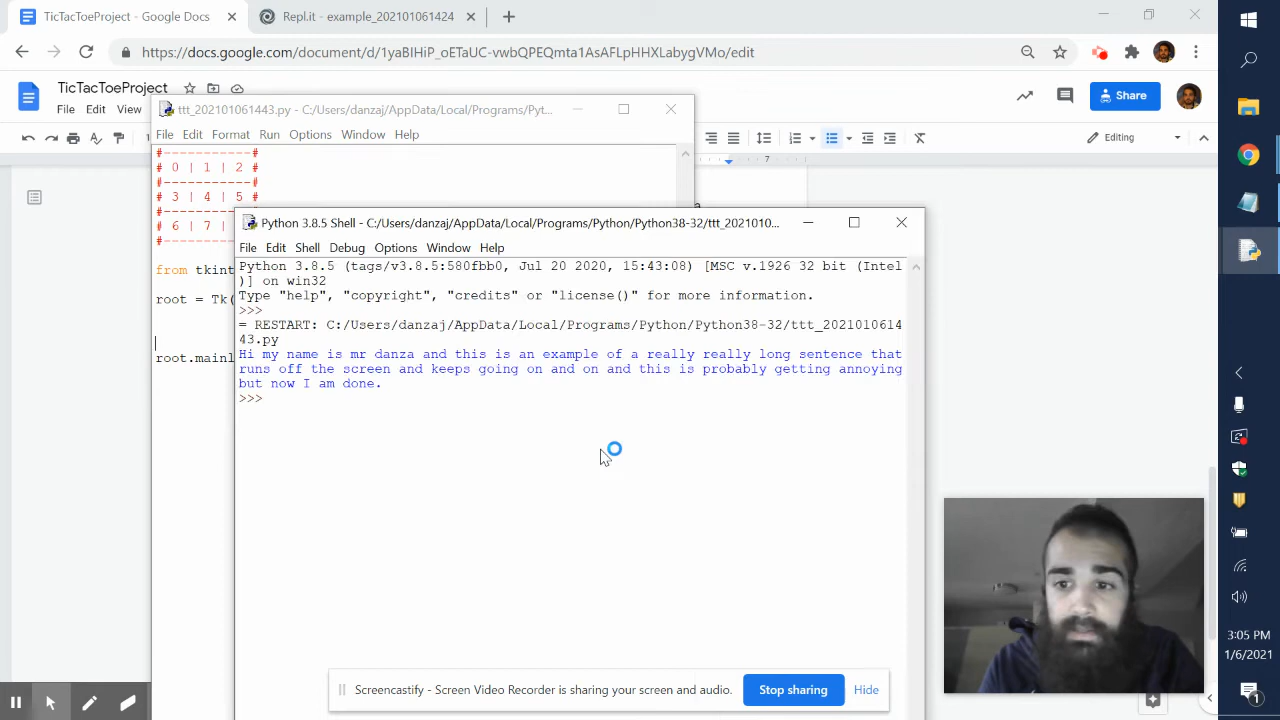 TicTacToeProject - Google Docs
Repl.it - example_202101061424
https://docs.google.com/document/d/1yaBIHiP_oETAUC-vwbQPEQmta1AsAFLpHHXLabygVMo/edit
TicTacToeProject
File Edit View
Share
Editing
ttt_202101061443.py - C:/Users/danzaj/AppData/Local/Programs/Pyt...
File Edit Format Run Options Window Help
7
#-----------#
# 0 | 1 | 2 #
#-----------#
# 3 | 4 | 5 #
#-----------#
# 6 | 7 |
#-----------
from tkint
root = Tk(
root.mainl
Python 3.8.5 Shell - C:/Users/danzaj/AppData/Local/Programs/Python/Python38-32/ttt_2021010...
File Edit Shell Debug Options Window Help
Python 3.8.5 (tags/v3.8.5:580fbb0, Jul 20 2020, 15:43:08) [MSC v.1926 32 bit (Intel
)] on win32
Type "help", "copyright", "credits" or "license()" for more information.
>>>
= RESTART: C:/Users/danzaj/AppData/Local/Programs/Python/Python38-32/ttt_2021010614
43.py
Hi my name is mr danza and this is an example of a really really long sentence that
runs off the screen and keeps going on and on and this is probably getting annoying
but now I am done.
>>>
Screencastify - Screen Video Recorder is sharing your screen and audio.
Stop sharing
Hide
3:05 PM
1/6/2021
1